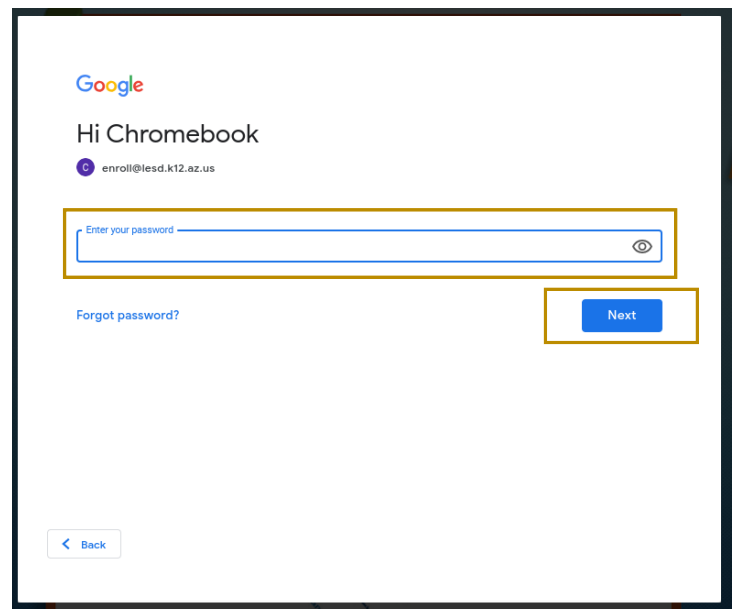 Google
Hi Chromebook
C enroll@lesd.k12.az.us
Enter your password
Forgot password?
Next
Back